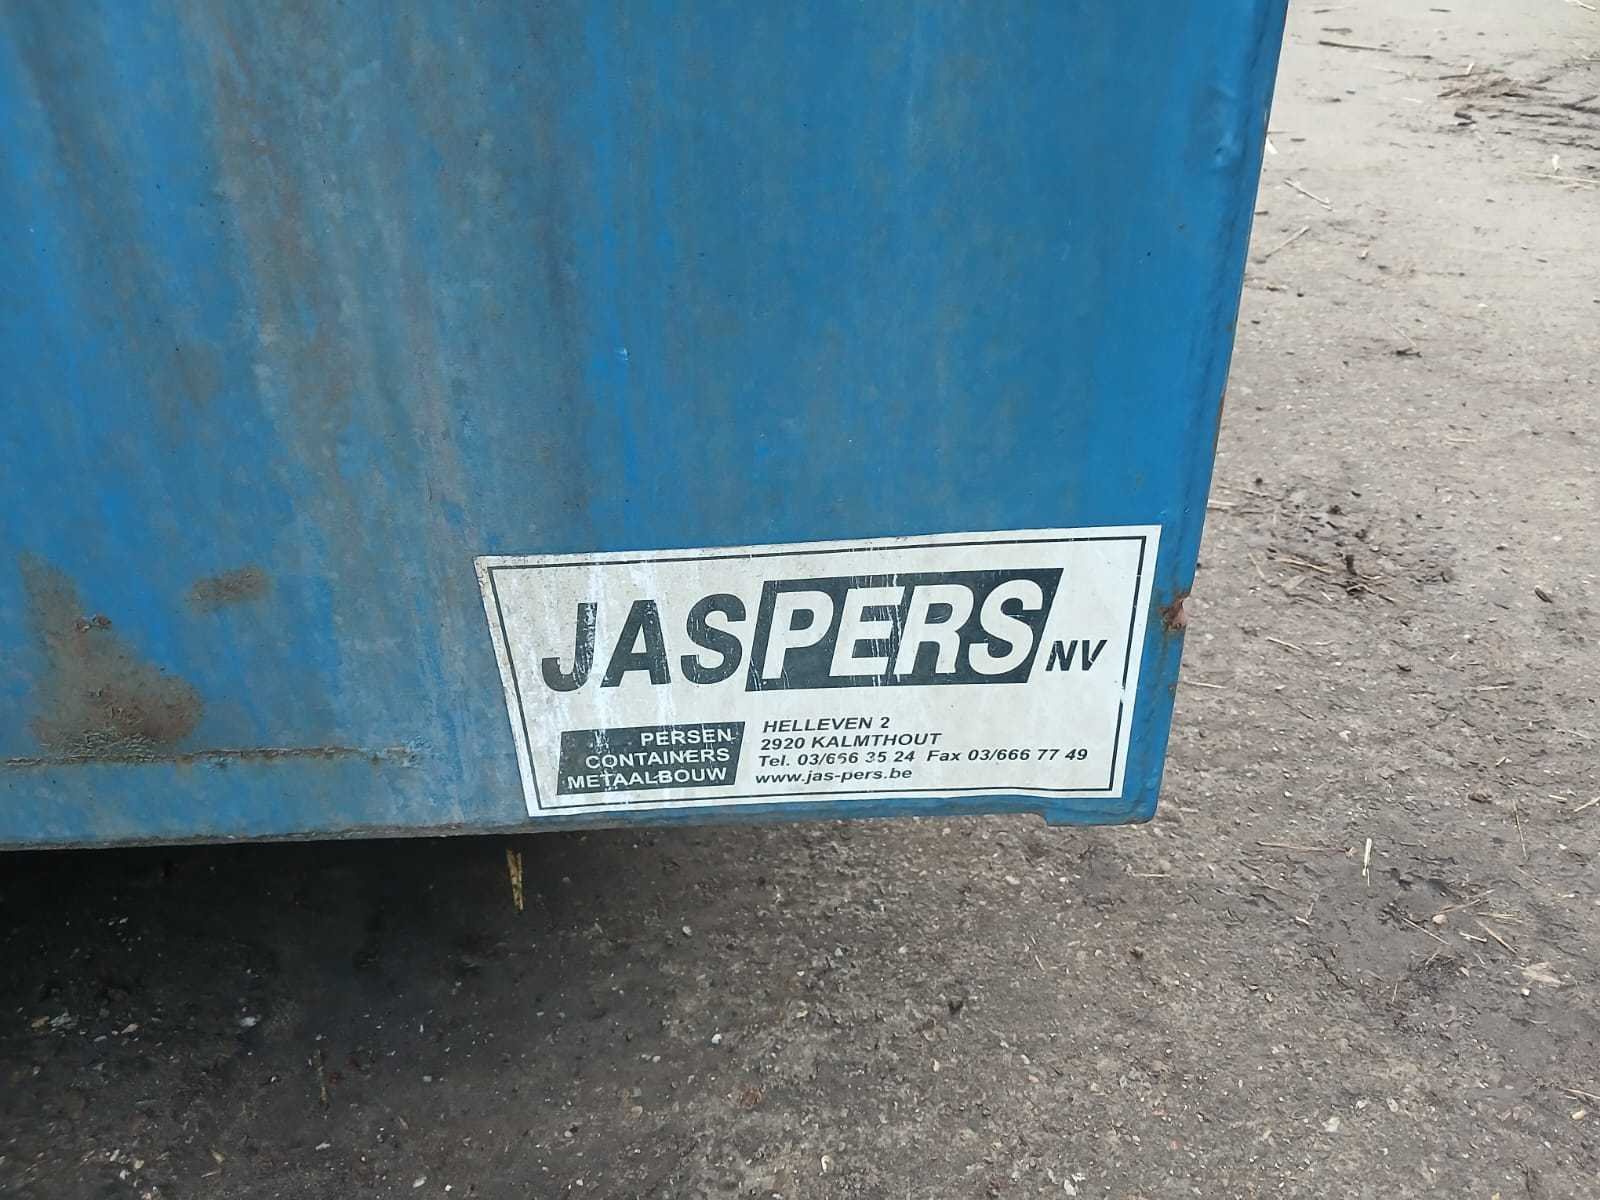 JASPERS NV
PERSEN
CONTAINERS
METAALBOUW
HELLEVEN 2
2920 KALMTHOUT
Tel. 03/666 35 24 Fax 03/666 77 49
www.jas-pers.be